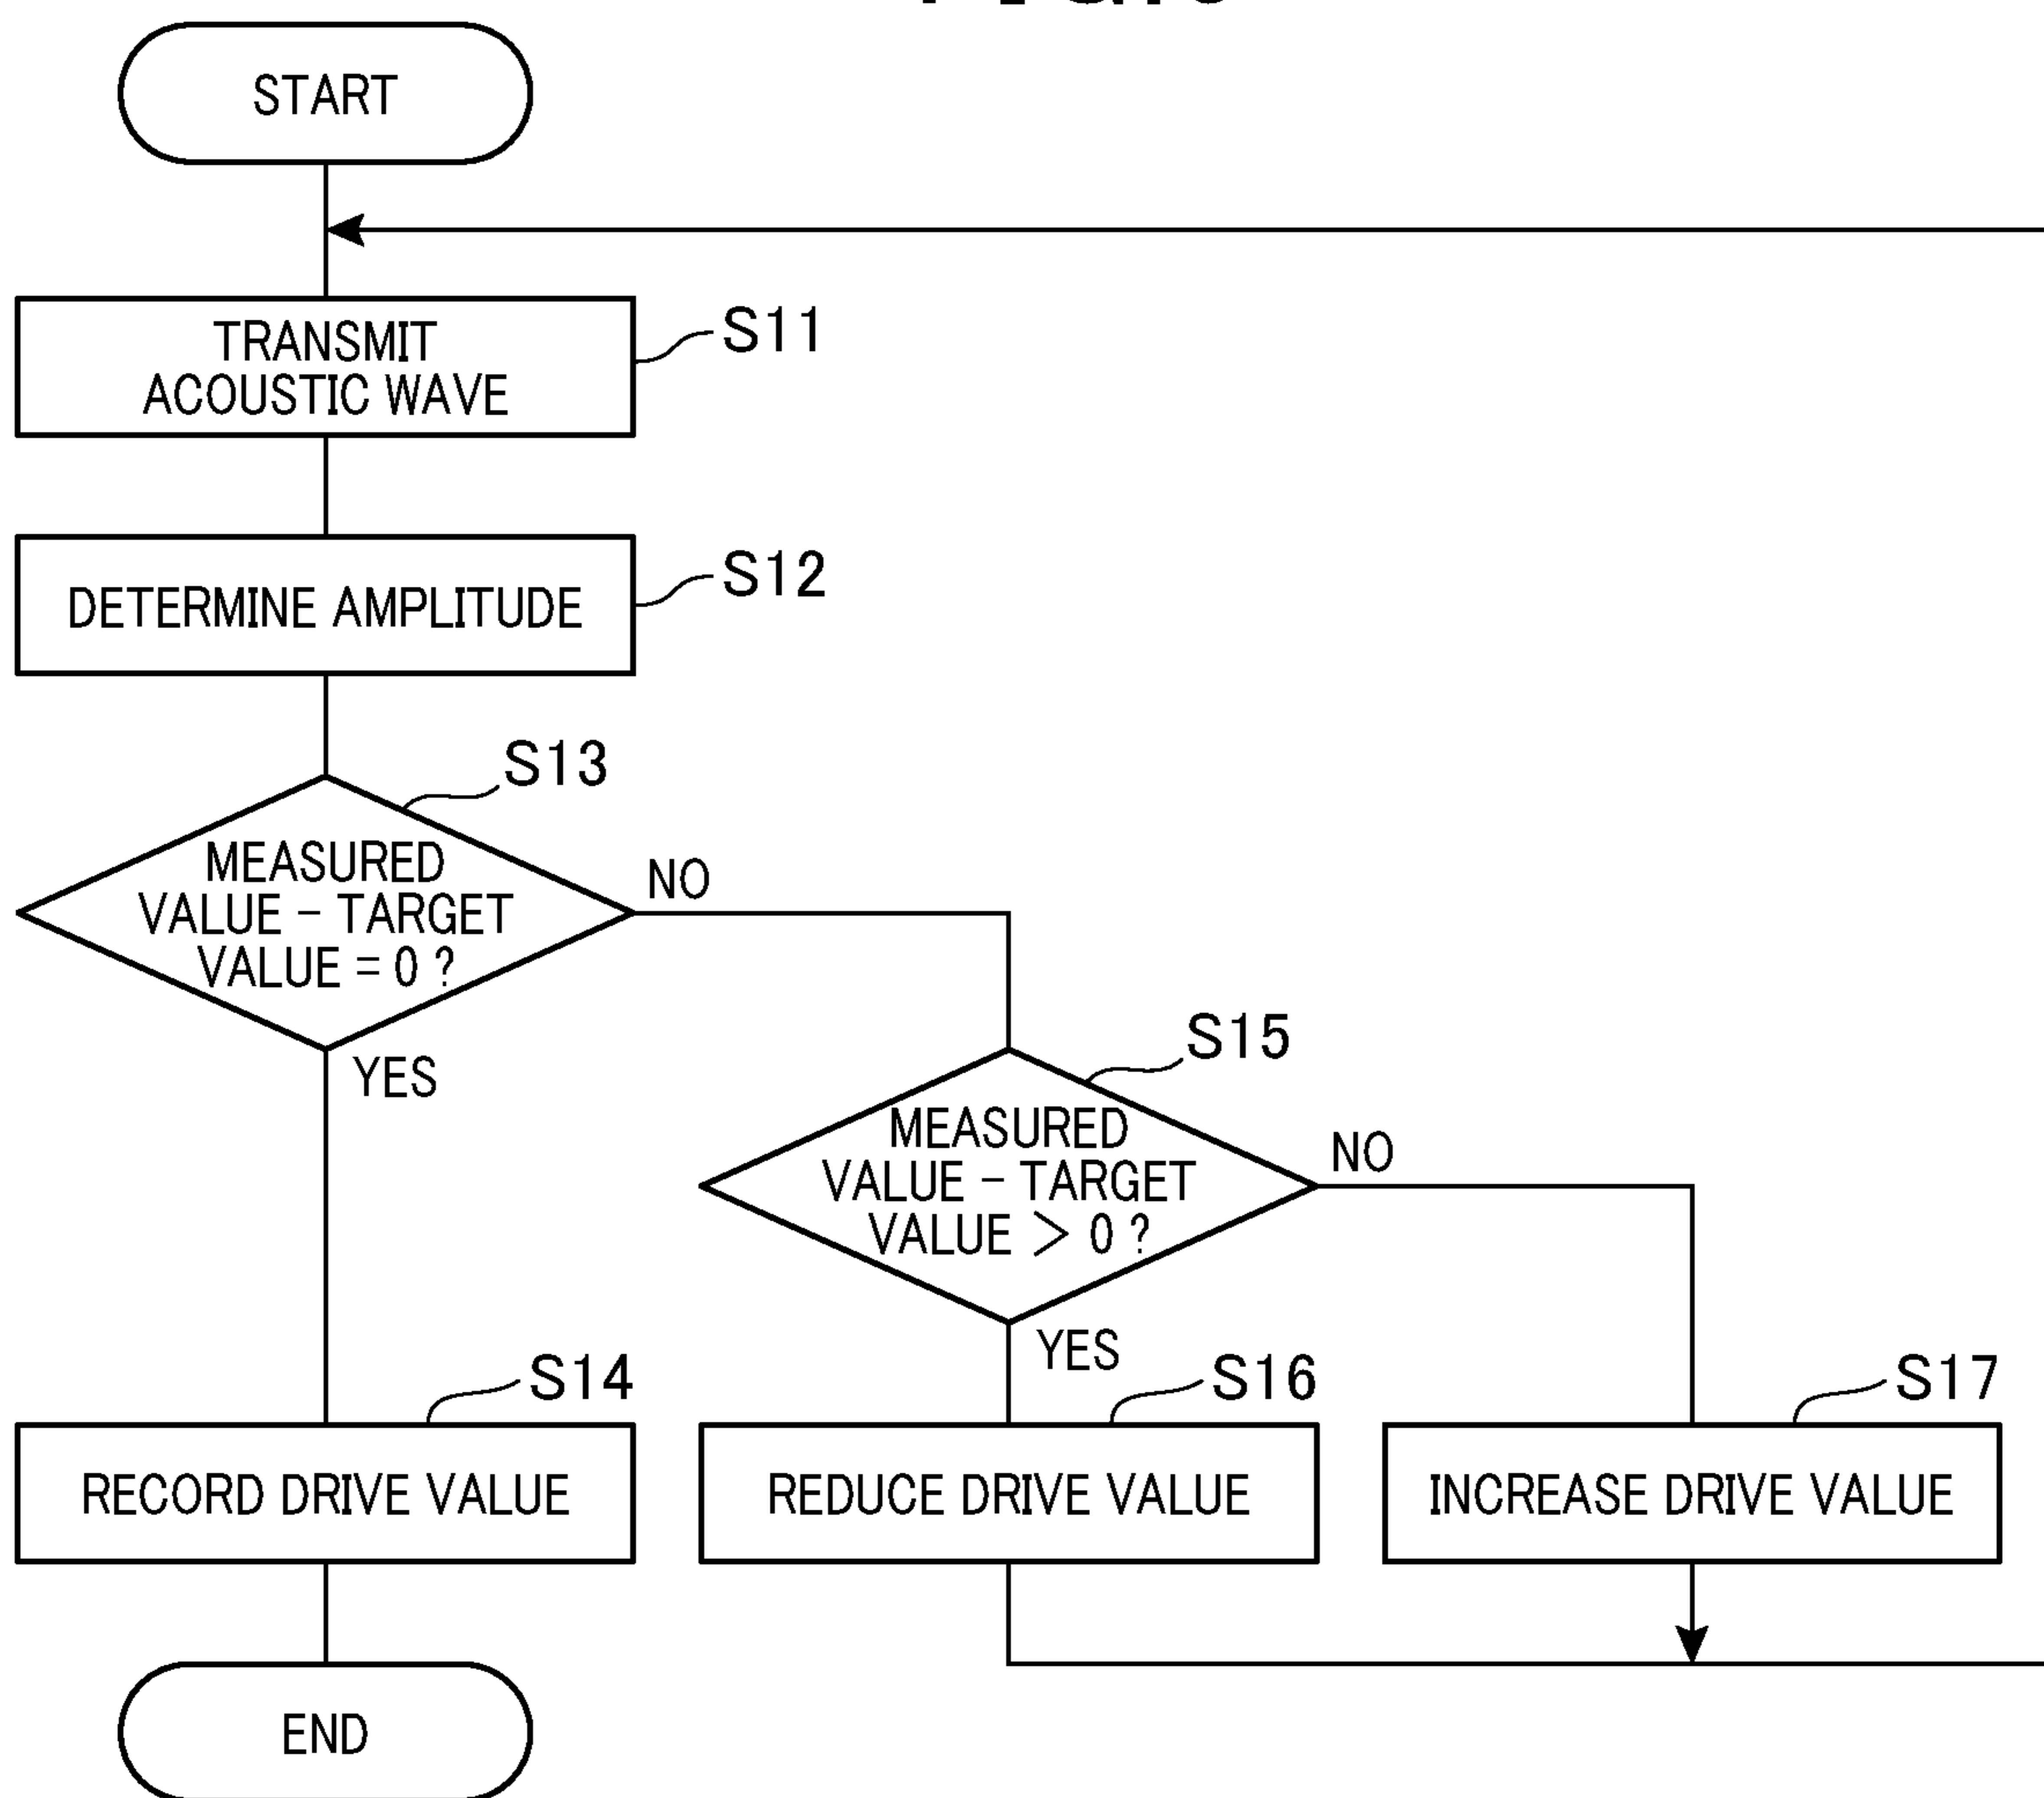 START
TRANSMIT
ACOUSTIC WAVE
S11
DETERMINE AMPLITUDE
S12
S13
MEASURED
VALUE – TARGET
VALUE = 0 ?
NO
YES
S15
MEASURED
VALUE – TARGET
VALUE > 0 ?
NO
YES
S14
RECORD DRIVE VALUE
S16
REDUCE DRIVE VALUE
S17
INCREASE DRIVE VALUE
END